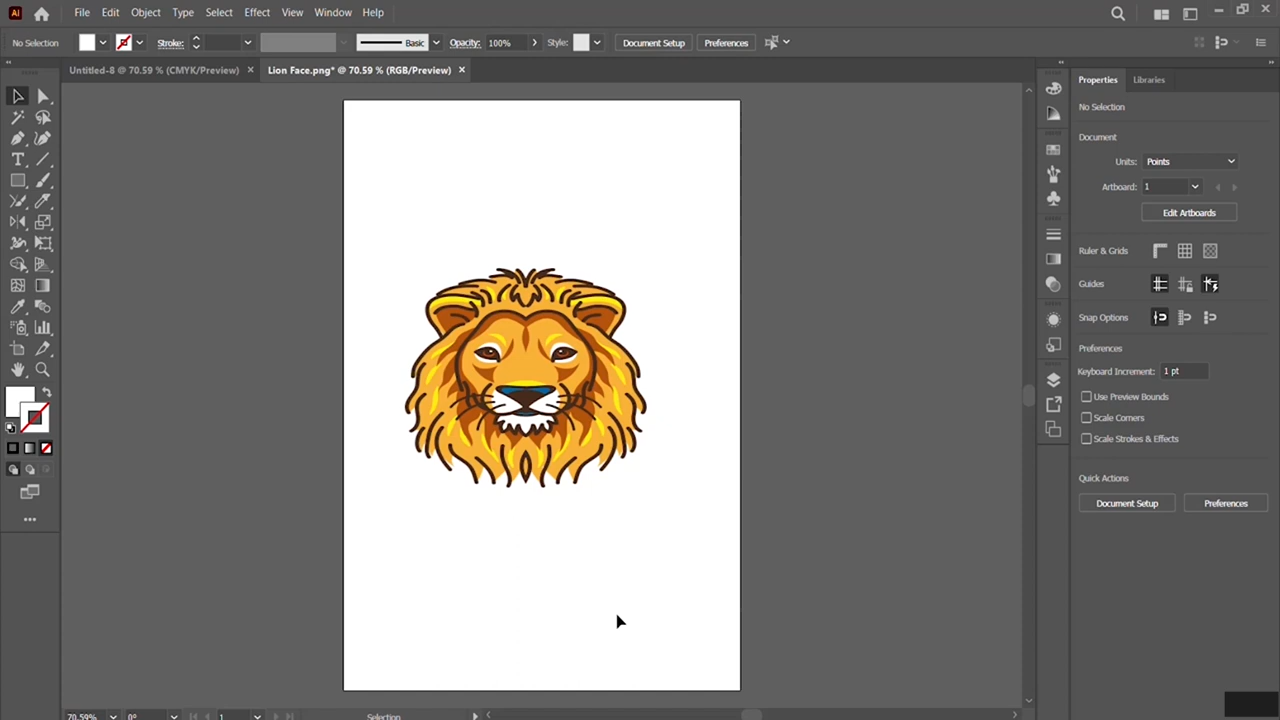 Ai File Edit Object Type Select Effect View Window Help
No Selection Stroke: Basic Opacity: 100% Style: Document Setup Preferences
Untitled-8 @ 70.59 % (CMYK/Preview) × Lion Face.png* @ 70.59 % (RGB/Preview) ×
Properties Libraries
No Selection
Document
Units: Points
Artboard: 1
Edit Artboards
Ruler & Grids
Guides
Snap Options
Preferences
Keyboard Increment: 1 pt
Use Preview Bounds
Scale Corners
Scale Strokes & Effects
Quick Actions
Document Setup Preferences
70.59% 0° 1 Selection